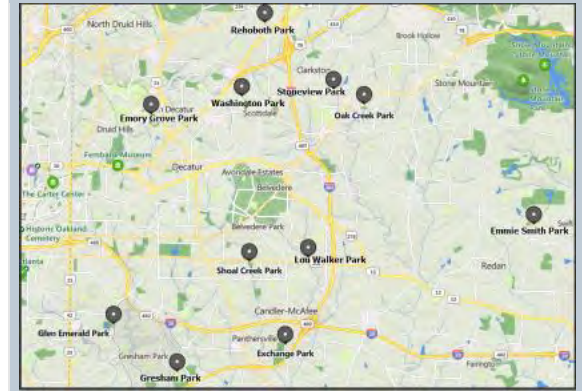 North Druid Hills
Rehoboth Park
Brook Hollow
Clarkston
Stone Mountain
Stoneview Park
Washington Park
Scottdale
Oak Creek Park
Decatur
Emory Grove Park
Druid Hills
Fernbank Museum
Decatur
Avondale Estates
The Carter Center
Belvedere
Emmie Smith Park
Historic Oakland
Cemetery
Belvedere Park
Lou Walker Park
Shoal Creek Park
Redan
Candler-McAfee
Glen Emerald Park
Panthersville
Exchange Park
Gresham Park
Gresham Park